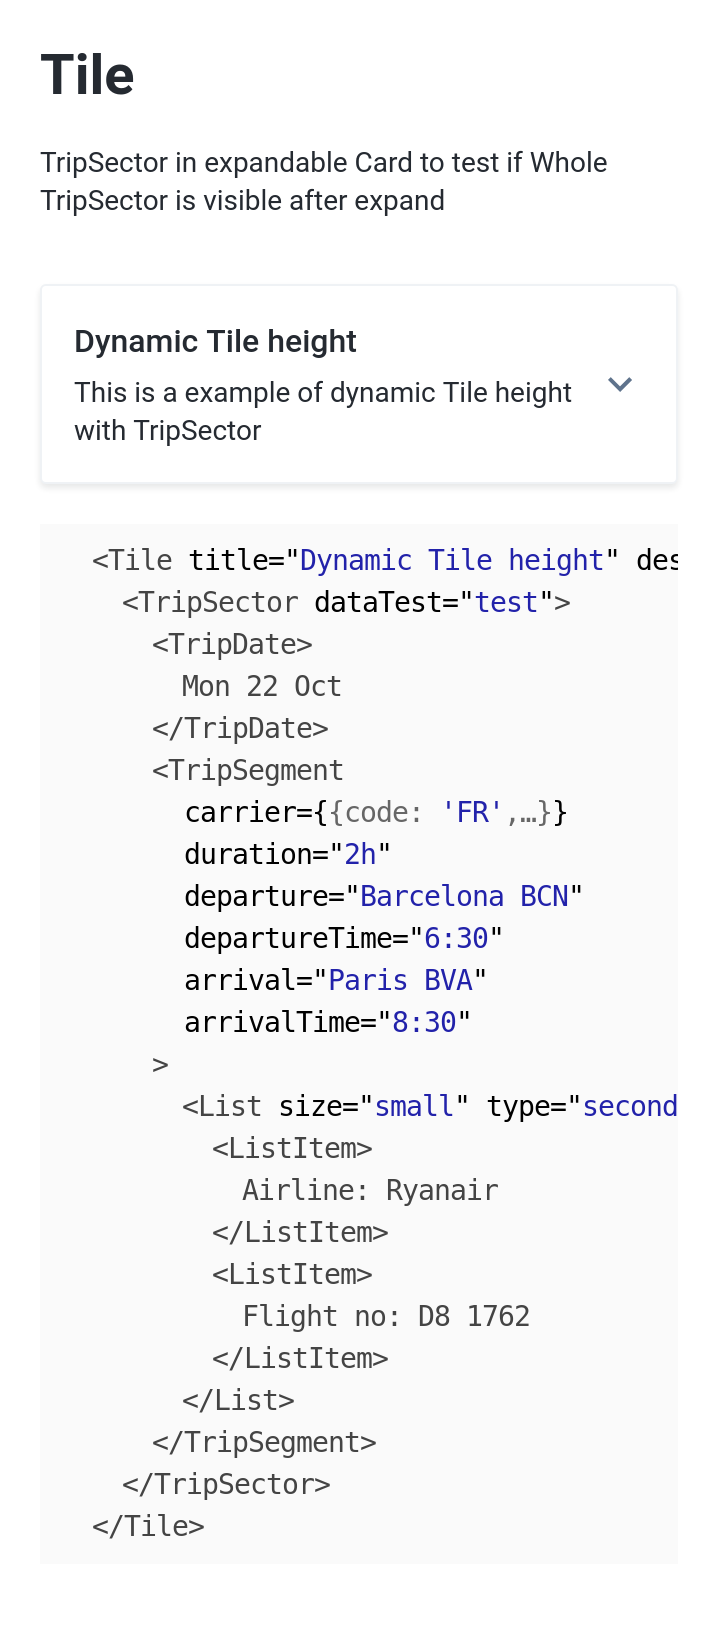 Tile
TripSector in expandable Card to test if Whole
TripSector is visible after expand
Dynamic Tile height
This is a example of dynamic Tile height
with TripSector
<Tile title="Dynamic Tile height" des
<TripSector dataTest="test">
<TripDate>
Mon 22 Oct
</TripDate>
<TripSegment
carrier={{code: 'FR',…}}
duration="2h"
departure="Barcelona BCN"
departureTime="6:30"
arrival="Paris BVA"
arrivalTime="8:30"
>
<List size="small" type="second
<ListItem>
Airline: Ryanair
</ListItem>
<ListItem>
Flight no: D8 1762
</ListItem>
</List>
</TripSegment>
</TripSector>
</Tile>